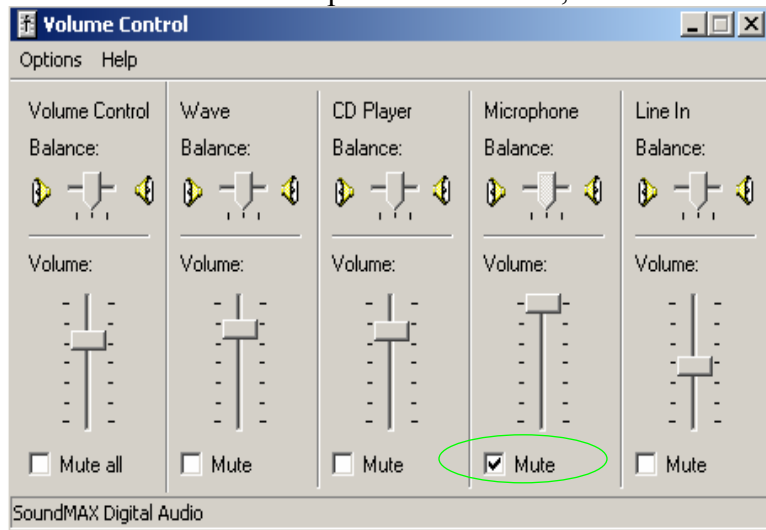 Volume Control
Options Help
Volume Control Wave CD Player Microphone Line In
Balance: Balance: Balance: Balance: Balance:
Volume: Volume: Volume: Volume: Volume:
Mute all Mute Mute Mute Mute
SoundMAX Digital Audio